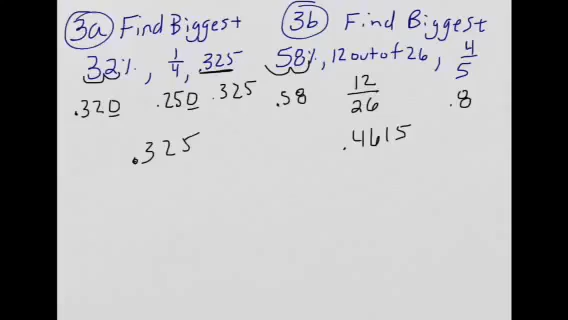 3a Find Biggest
32%, 1/4, .325
.320 .250 .325
.325
3b Find Biggest
58%, 12 out of 26, 4/5
.58 12/26 .8
.4615